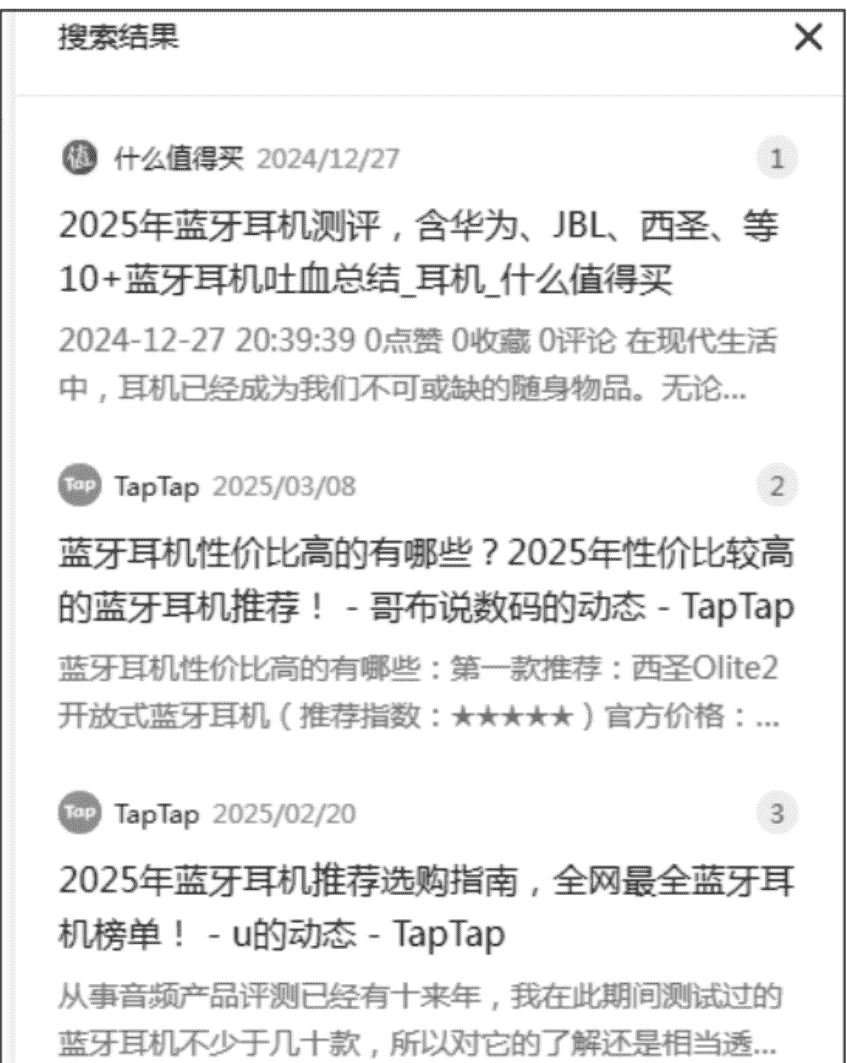 搜索结果
值 什么值得买 2024/12/27 1
2025年蓝牙耳机测评，含华为、JBL、西圣、等
10+蓝牙耳机吐血总结_耳机_什么值得买
2024-12-27 20:39:39 0点赞 0收藏 0评论 在现代生活
中，耳机已经成为我们不可或缺的随身物品。无论...
Tap TapTap 2025/03/08 2
蓝牙耳机性价比高的有哪些？2025年性价比较高
的蓝牙耳机推荐！ - 哥布说数码的动态 - TapTap
蓝牙耳机性价比高的有哪些：第一款推荐：西圣Olite2
开放式蓝牙耳机（推荐指数：★★★★★）官方价格：...
Tap TapTap 2025/02/20 3
2025年蓝牙耳机推荐选购指南，全网最全蓝牙耳
机榜单！ - u的动态 - TapTap
从事音频产品评测已经有十来年，我在此期间测试过的
蓝牙耳机不少于几十款，所以对它的了解还是相当透...